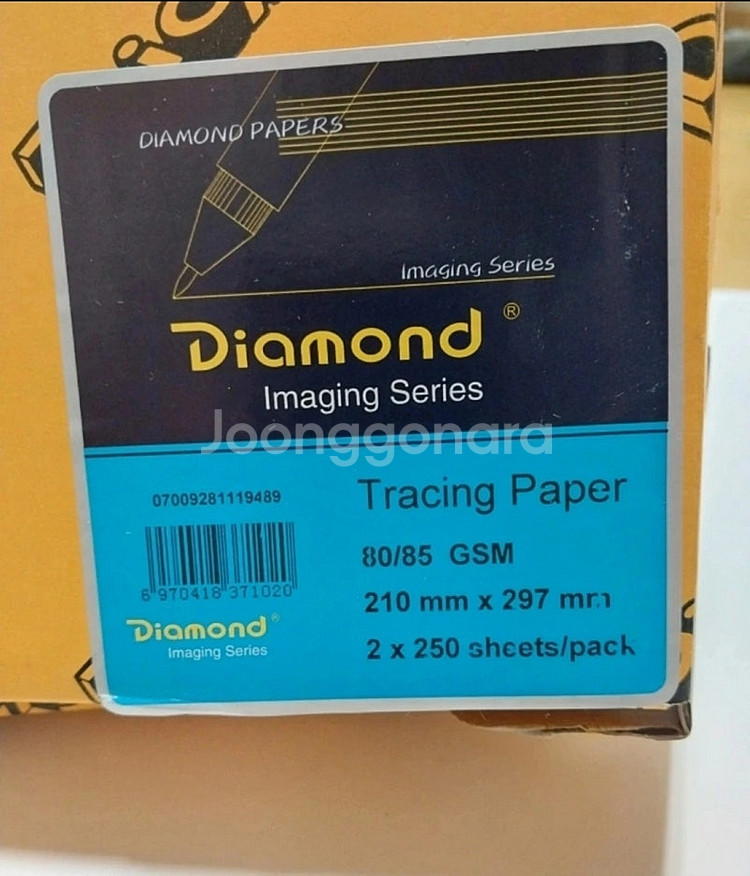 DIAMOND PAPERS
Imaging Series
Diamond ®
Imaging Series
Joonggonara
07009281119489
6 970418 371020
Diamond ®
Imaging Series
Tracing Paper
80/85 GSM
210 mm x 297 mm
2 x 250 sheets/pack